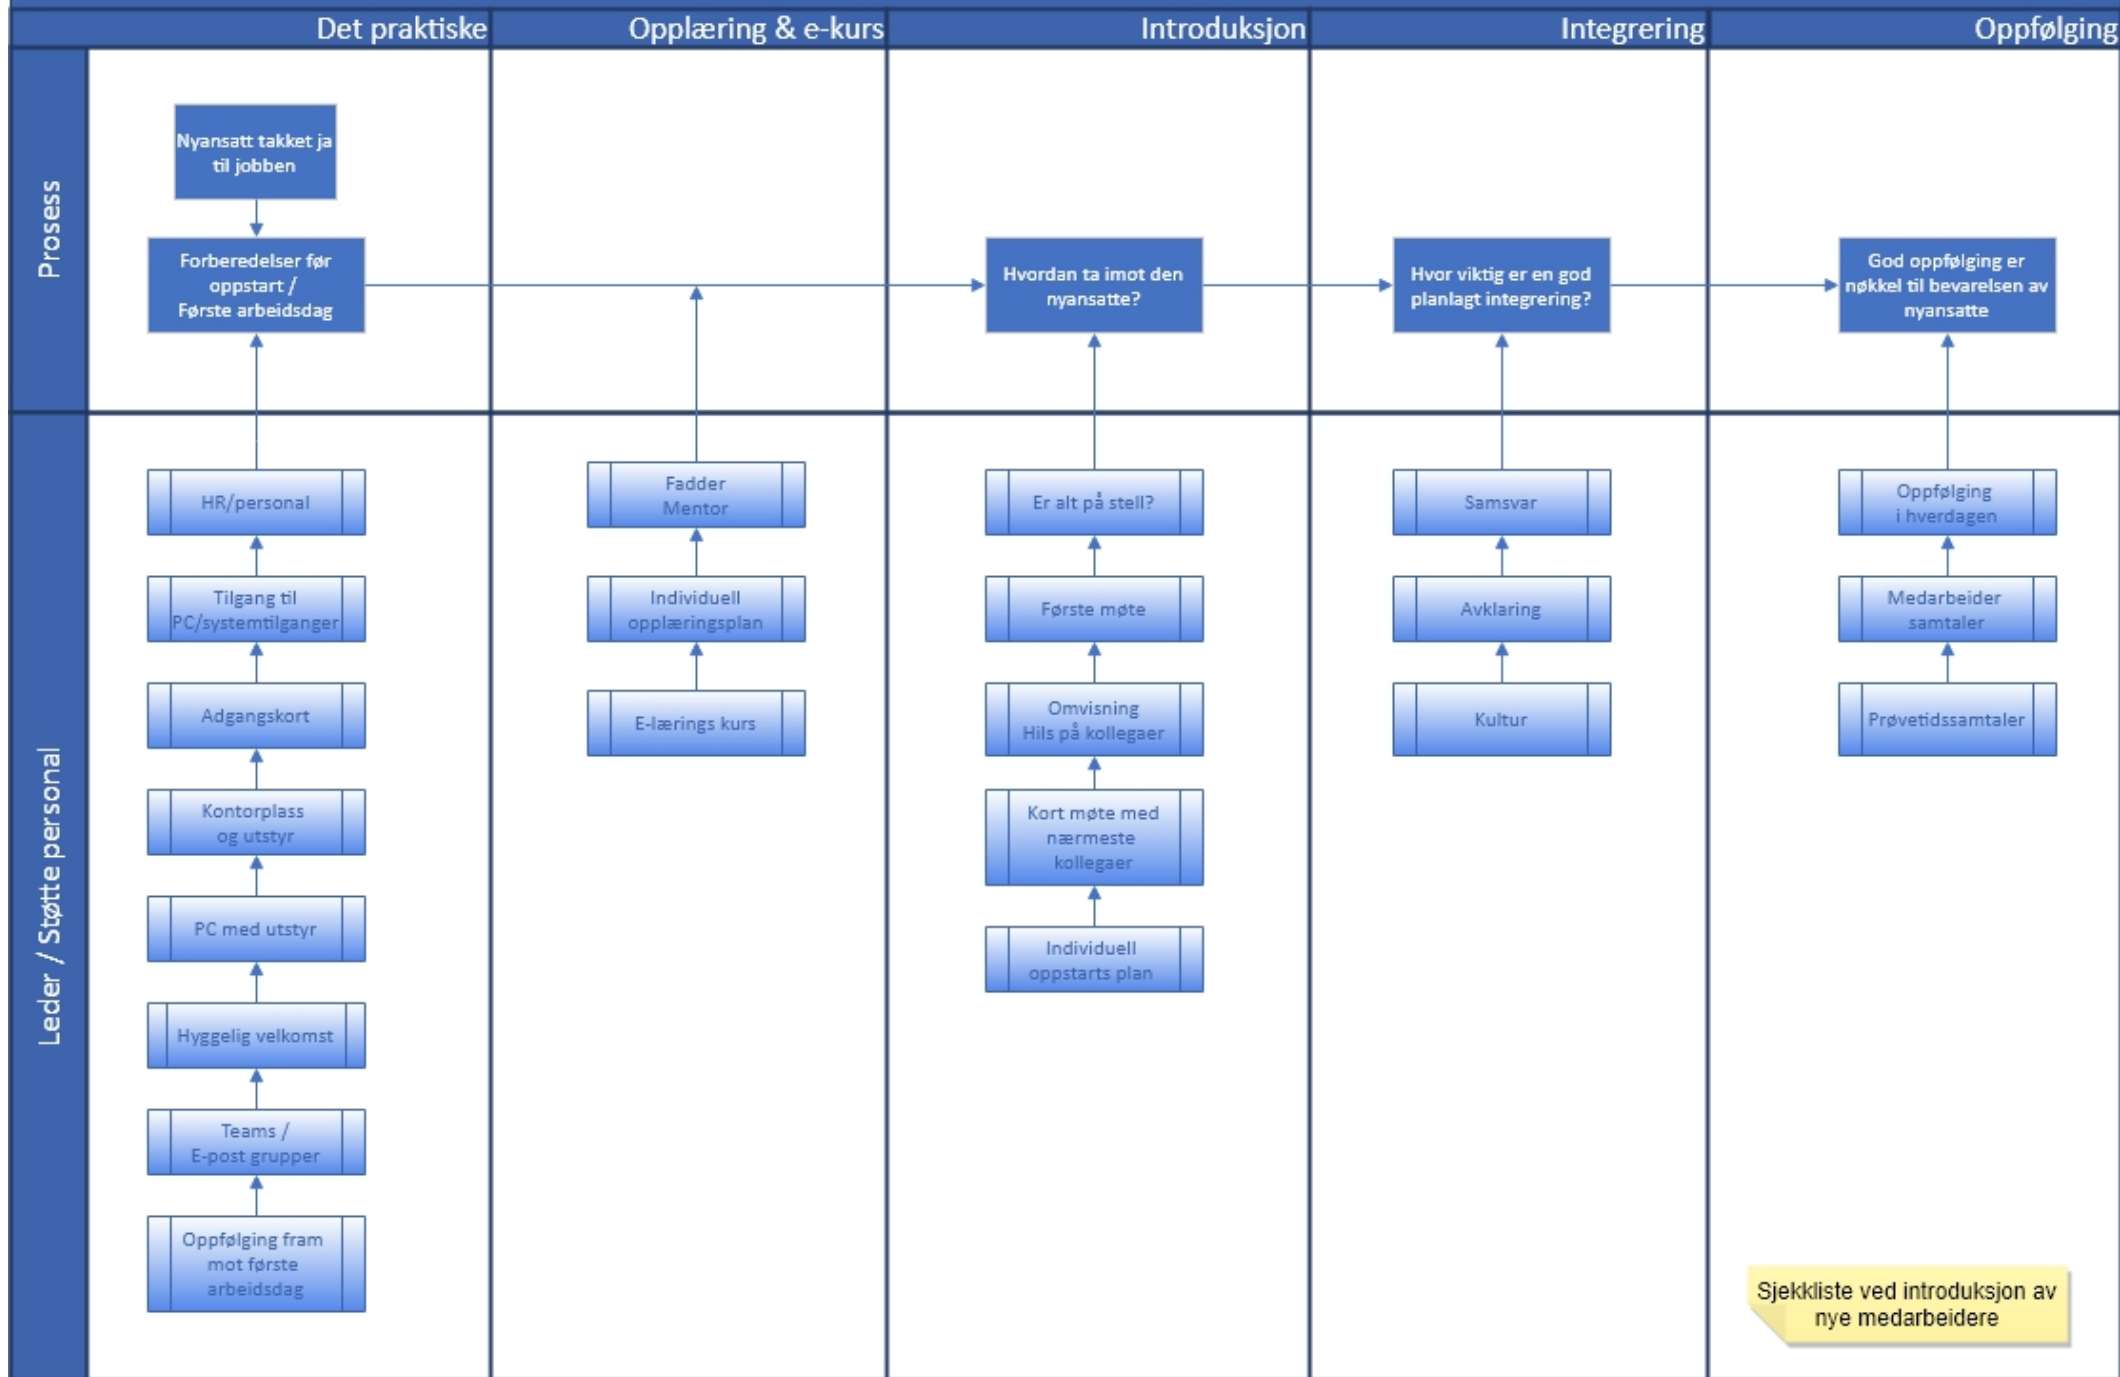 Det praktiske
Opplæring & e-kurs
Introduksjon
Integrering
Oppfølging
Prosess
Nyansatt takket ja
til jobben
Forberedelser før
oppstart /
Første arbeidsdag
Hvordan ta imot den
nyansatte?
Hvor viktig er en god
planlagt integrering?
God oppfølging er
nøkkel til bevarelsen av
nyansatte
Leder / Støtte personal
HR/personal
Tilgang til
PC/systemtilganger
Adgangskort
Kontorplass
og utstyr
PC med utstyr
Hyggelig velkomst
Teams /
E-post grupper
Oppfølging fram
mot første
arbeidsdag
Fadder
Mentor
Individuell
opplæringsplan
E-lærings kurs
Er alt på stell?
Første møte
Omvisning
Hils på kollegaer
Kort møte med
nærmeste
kollegaer
Individuell
oppstarts plan
Samsvar
Avklaring
Kultur
Oppfølging
i hverdagen
Medarbeider
samtaler
Prøvetidssamtaler
Sjekkliste ved introduksjon av
nye medarbeidere